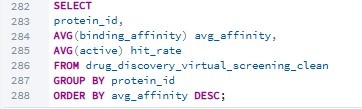 282 SELECT
283 protein_id,
284 AVG(binding_affinity) avg_affinity,
285 AVG(active) hit_rate
286 FROM drug_discovery_virtual_screening_clean
287 GROUP BY protein_id
288 ORDER BY avg_affinity DESC;